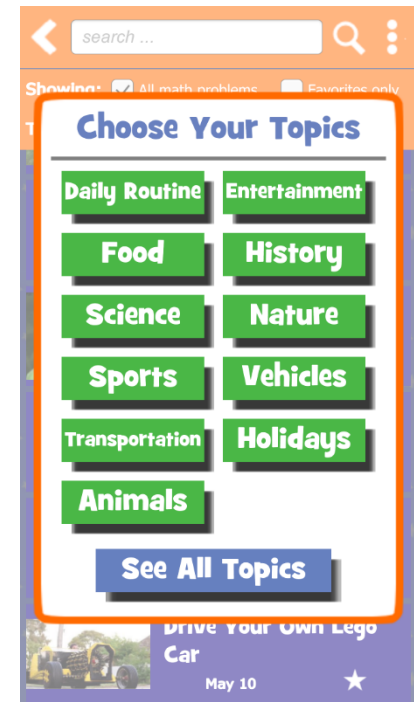 search ...
Showing: All math problems Favorites only
Choose Your Topics
Daily Routine Entertainment
Food History
Science Nature
Sports Vehicles
Transportation Holidays
Animals
See All Topics
Drive Your Own Lego
Car
May 10